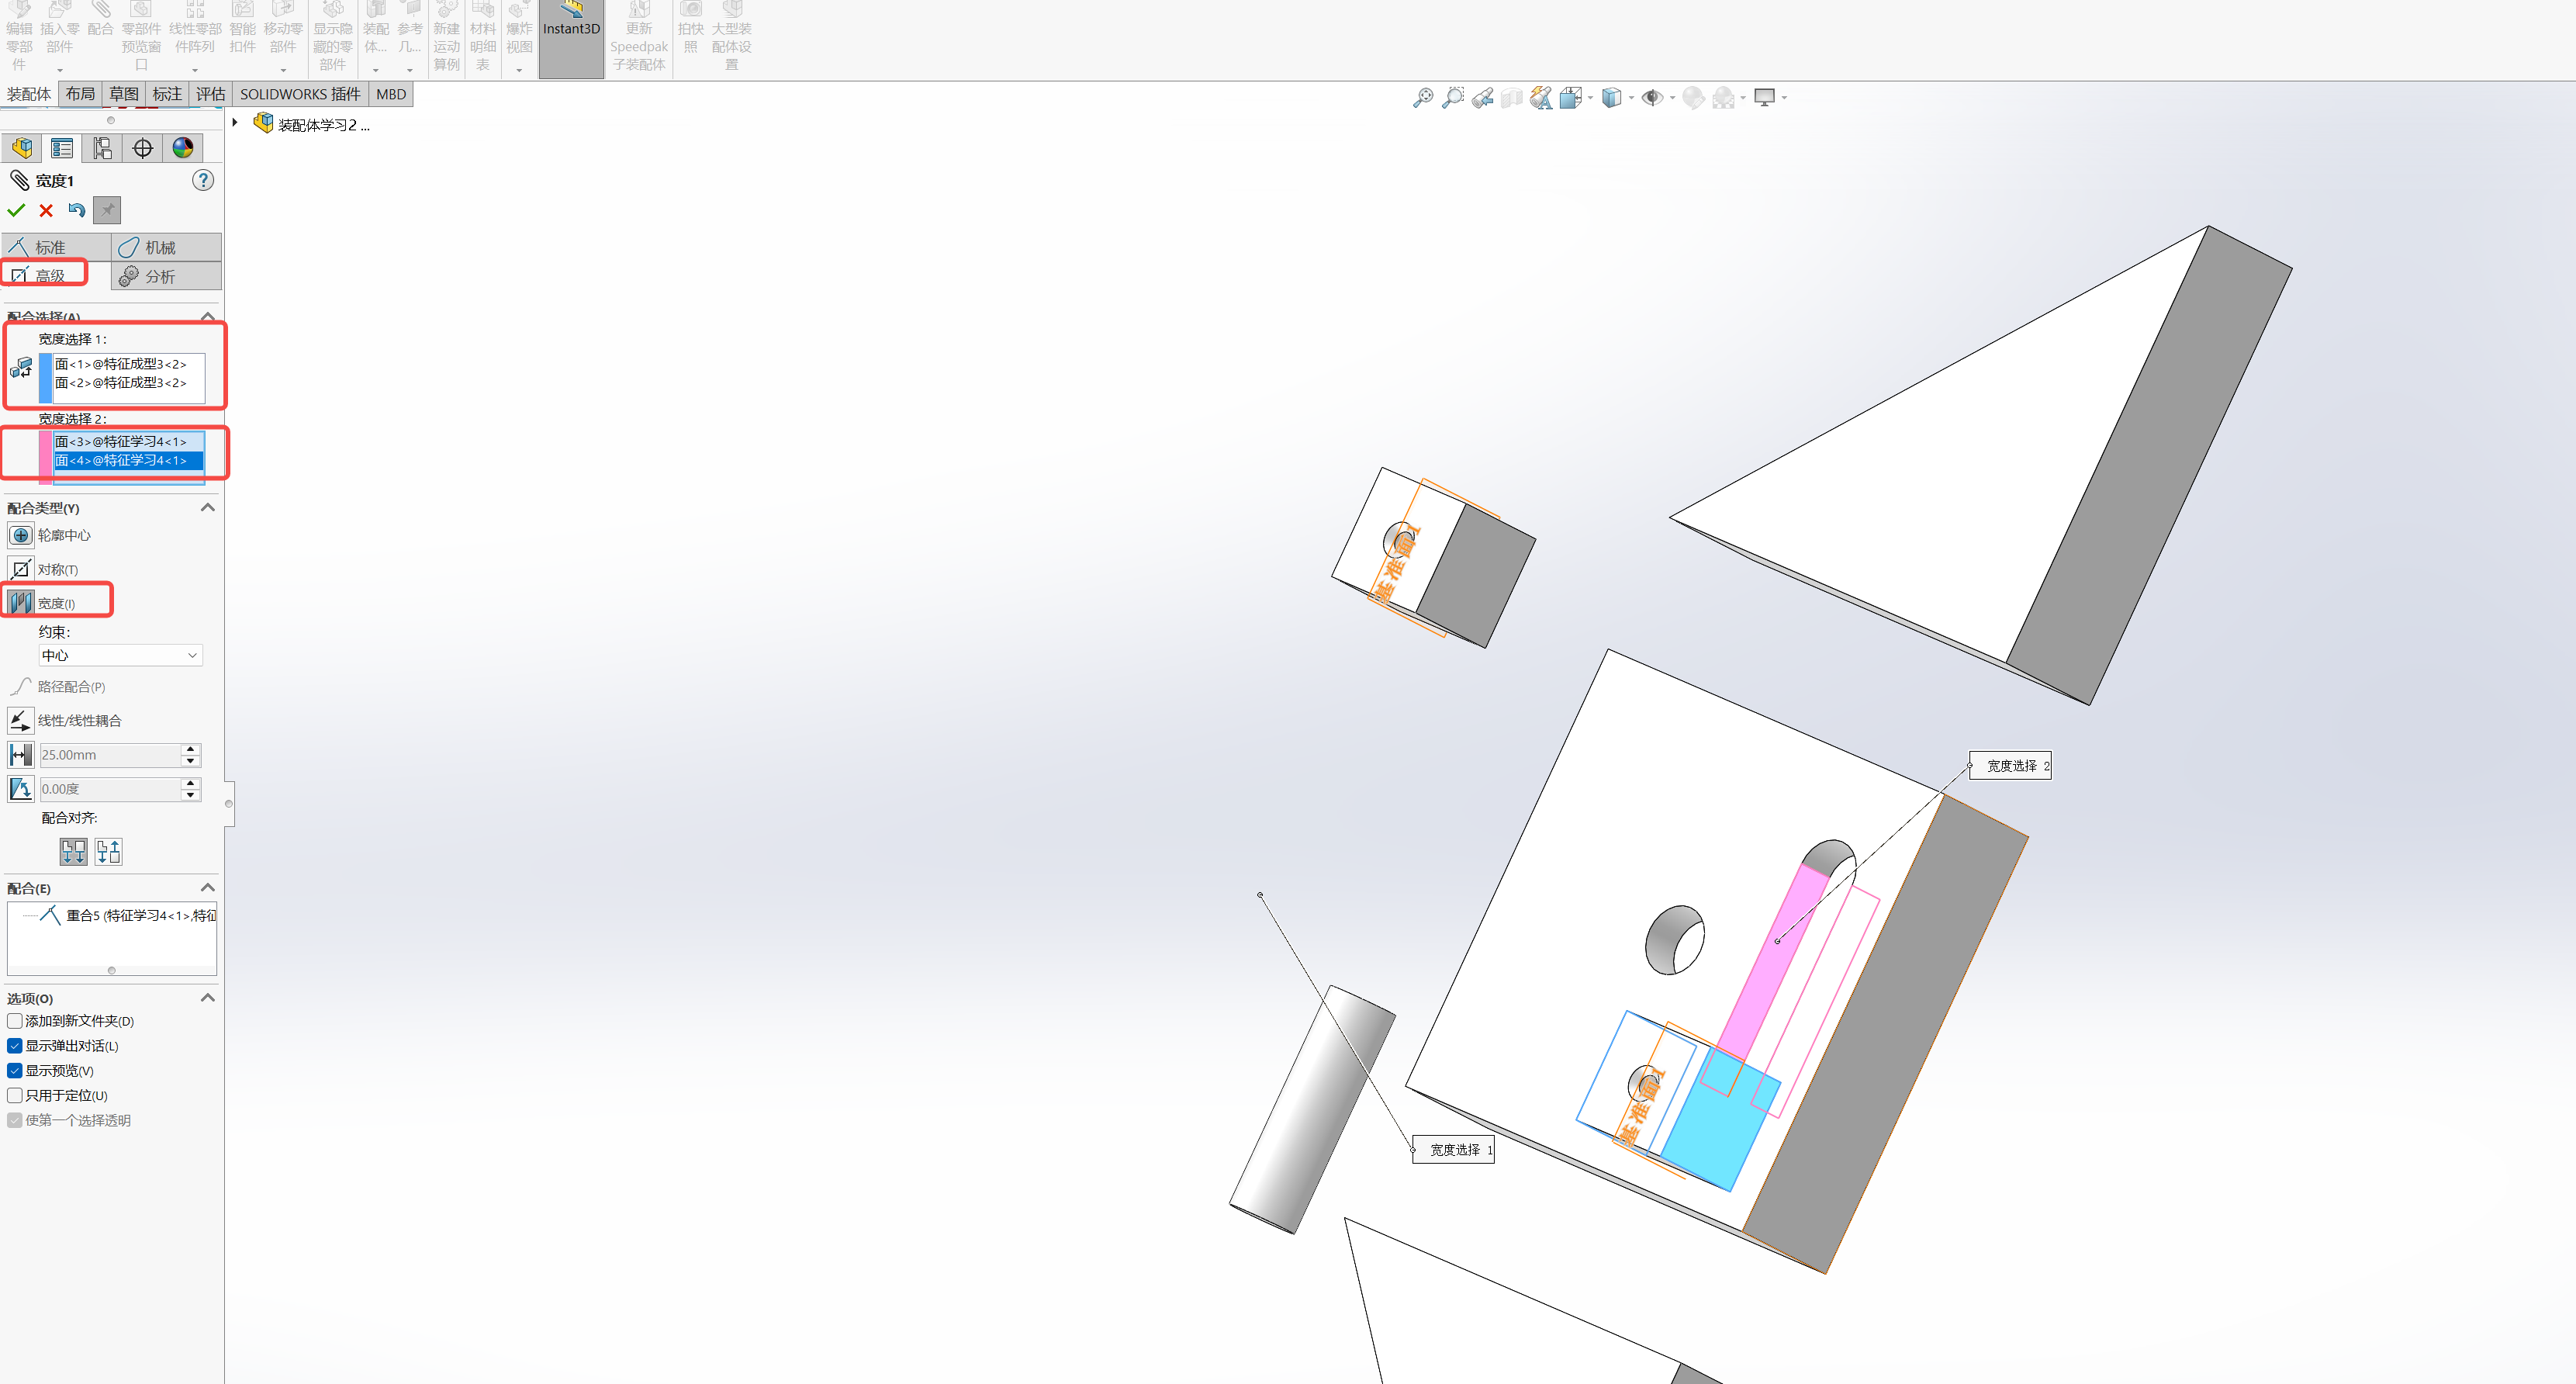 编辑零部件
插入零部件
配合
零部件预览窗口
线性零部件阵列
智能扣件
移动零部件
显示隐藏的零部件
装配体...
参考几...
新建运动算例
材料明细表
爆炸视图
Instant3D
更新Speedpak子装配体
拍快照
大型装配体设置
装配体 布局 草图 标注 评估 SOLIDWORKS 插件 MBD
装配体学习2 ...
宽度1
?
标准 机械
高级 分析
配合选择(A)
宽度选择 1:
面<1>@特征成型3<2>
面<2>@特征成型3<2>
宽度选择 2:
面<3>@特征学习4<1>
面<4>@特征学习4<1>
配合类型(Y)
轮廓中心
对称(T)
宽度(I)
约束:
中心
路径配合(P)
线性/线性耦合
25.00mm
0.00度
配合对齐:
配合(E)
重合5 (特征学习4<1>,特征
选项(O)
添加到新文件夹(D)
显示弹出对话(L)
显示预览(V)
只用于定位(U)
使第一个选择透明
基准面1
宽度选择 2
基准面1
宽度选择 1